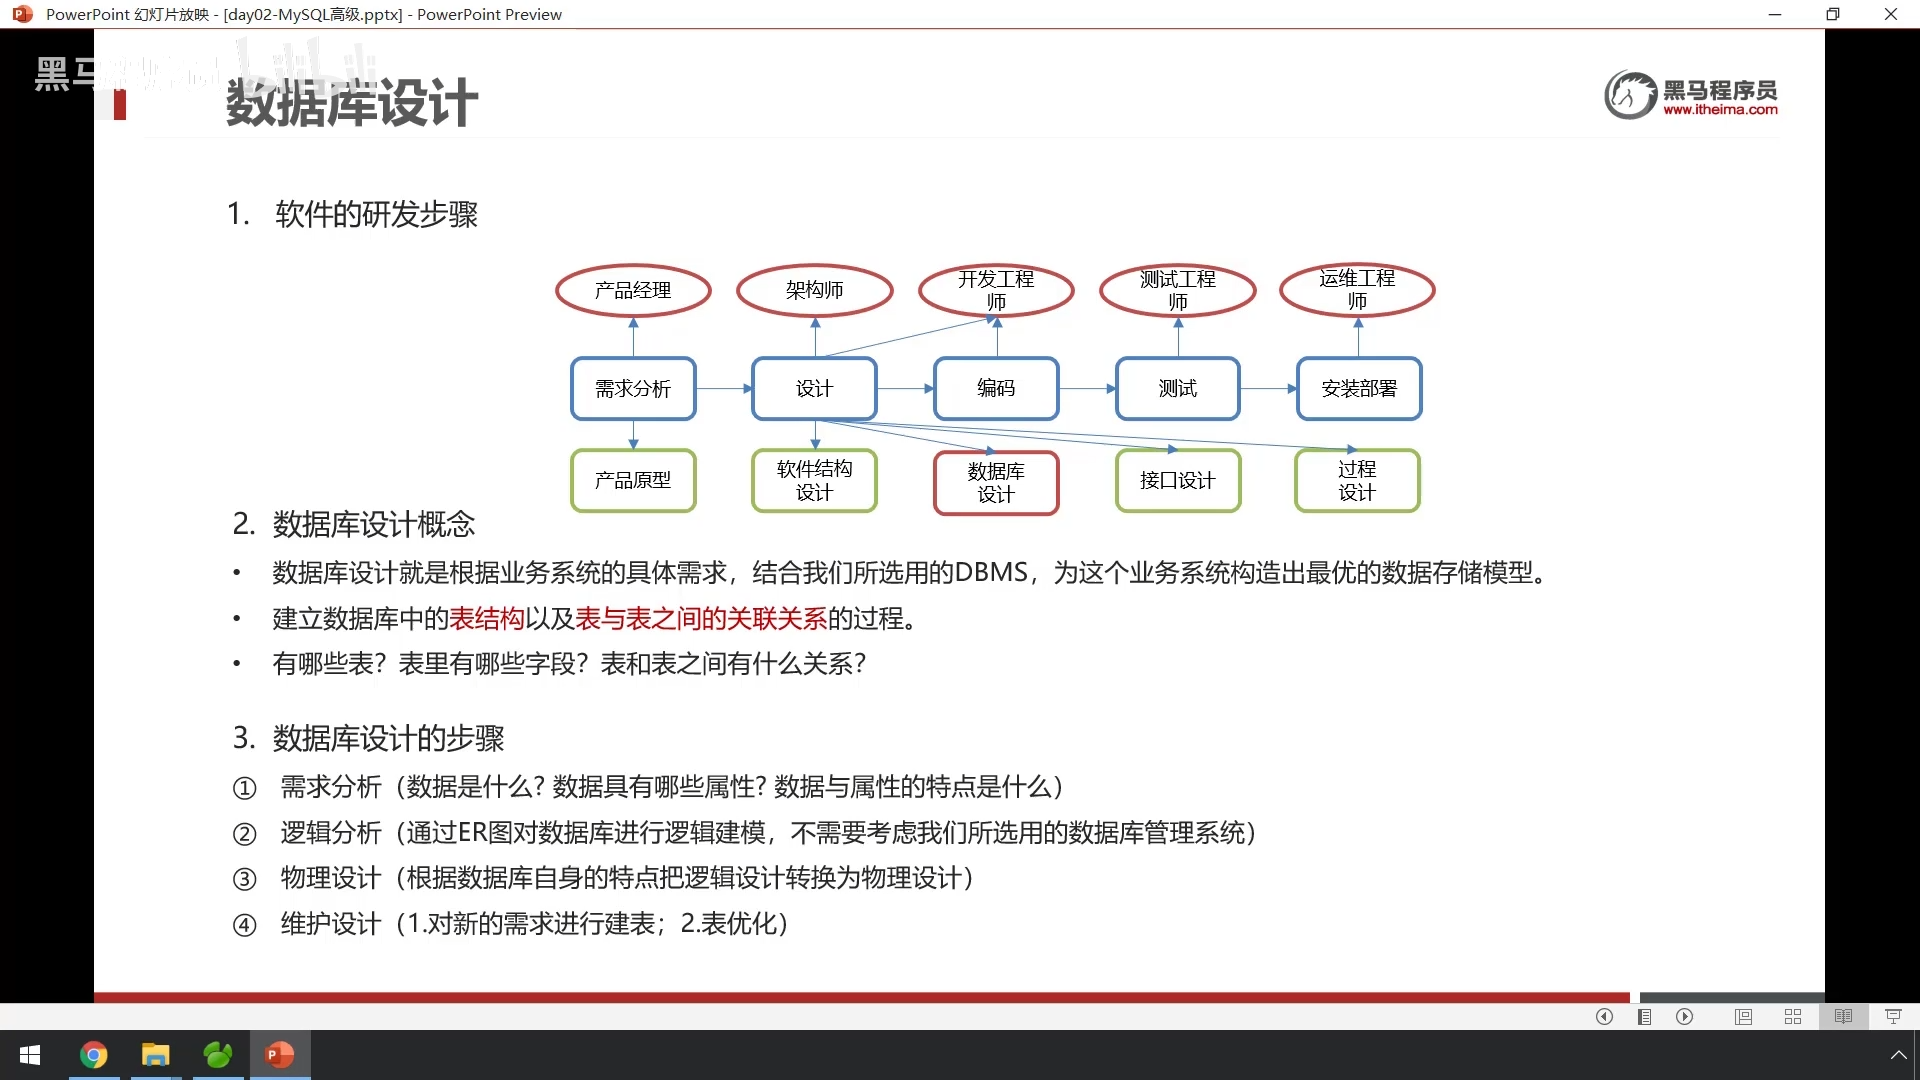 PowerPoint 幻灯片放映 - [day02-MySQL高级.pptx] - PowerPoint Preview
黑马
bilibili
数据库设计
黑马程序员
www.itheima.com
1. 软件的研发步骤
产品经理
架构师
开发工程
师
测试工程
师
运维工程
师
需求分析
设计
编码
测试
安装部署
产品原型
软件结构
设计
数据库
设计
接口设计
过程
设计
2. 数据库设计概念
• 数据库设计就是根据业务系统的具体需求，结合我们所选用的DBMS，为这个业务系统构造出最优的数据存储模型。
• 建立数据库中的表结构以及表与表之间的关联关系的过程。
• 有哪些表？表里有哪些字段？表和表之间有什么关系？
3. 数据库设计的步骤
① 需求分析（数据是什么? 数据具有哪些属性? 数据与属性的特点是什么）
② 逻辑分析（通过ER图对数据库进行逻辑建模，不需要考虑我们所选用的数据库管理系统）
③ 物理设计（根据数据库自身的特点把逻辑设计转换为物理设计）
④ 维护设计（1.对新的需求进行建表；2.表优化）